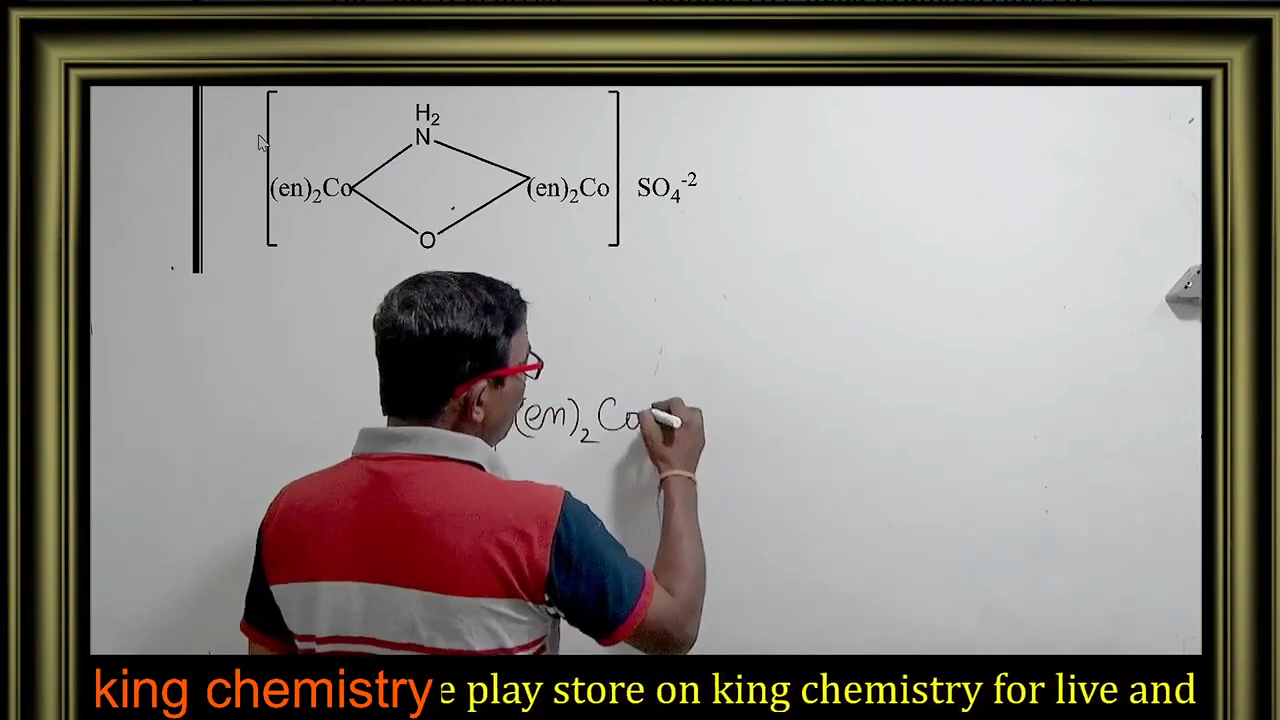 H2
N
(en)2Co (en)2Co SO4-2
O
(en)2Co
king chemistry e play store on king chemistry for live and